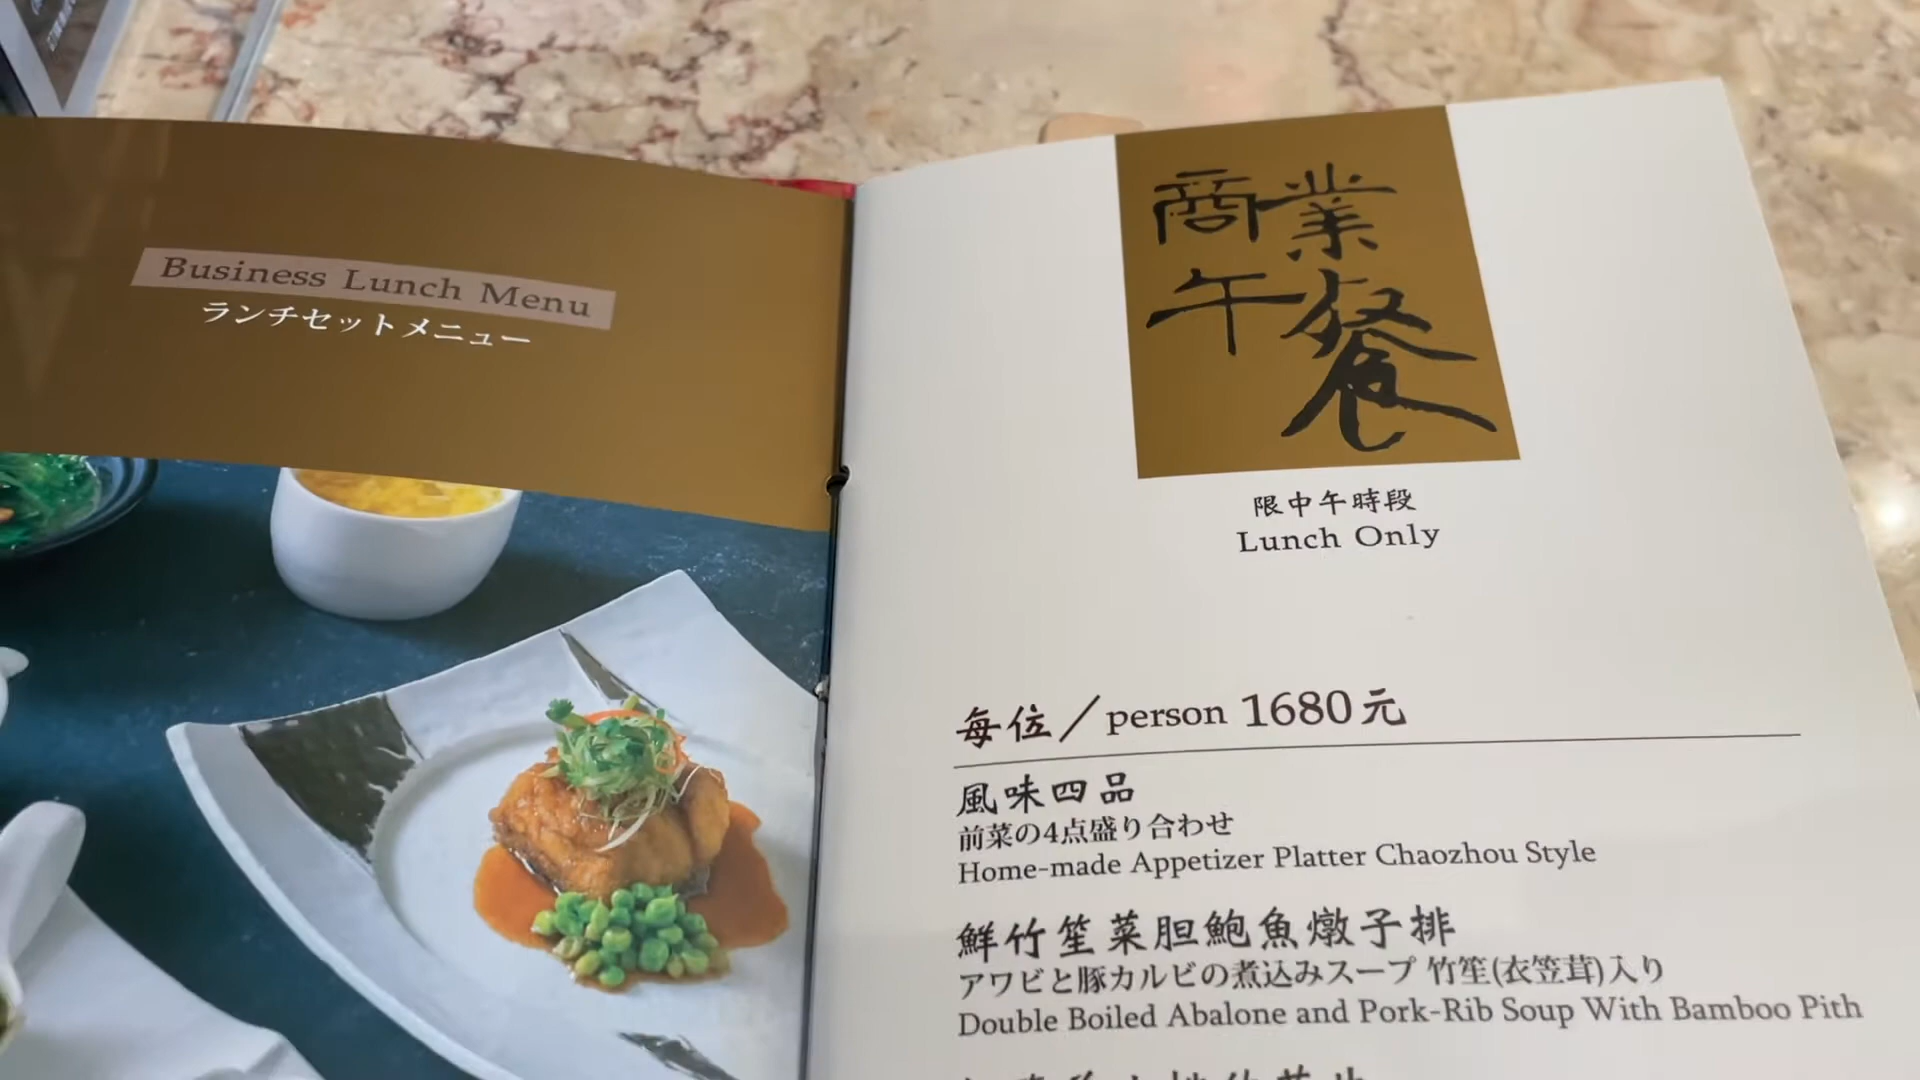 Business Lunch Menu
ランチセットメニュー
商業
午餐
限中午時段
Lunch Only
每位／person 1680元
風味四品
前菜の4点盛り合わせ
Home-made Appetizer Platter Chaozhou Style
鮮竹笙菜胆鮑魚燉子排
アワビと豚カルビの煮込みスープ 竹笙(衣笠茸)入り
Double Boiled Abalone and Pork-Rib Soup With Bamboo Pith